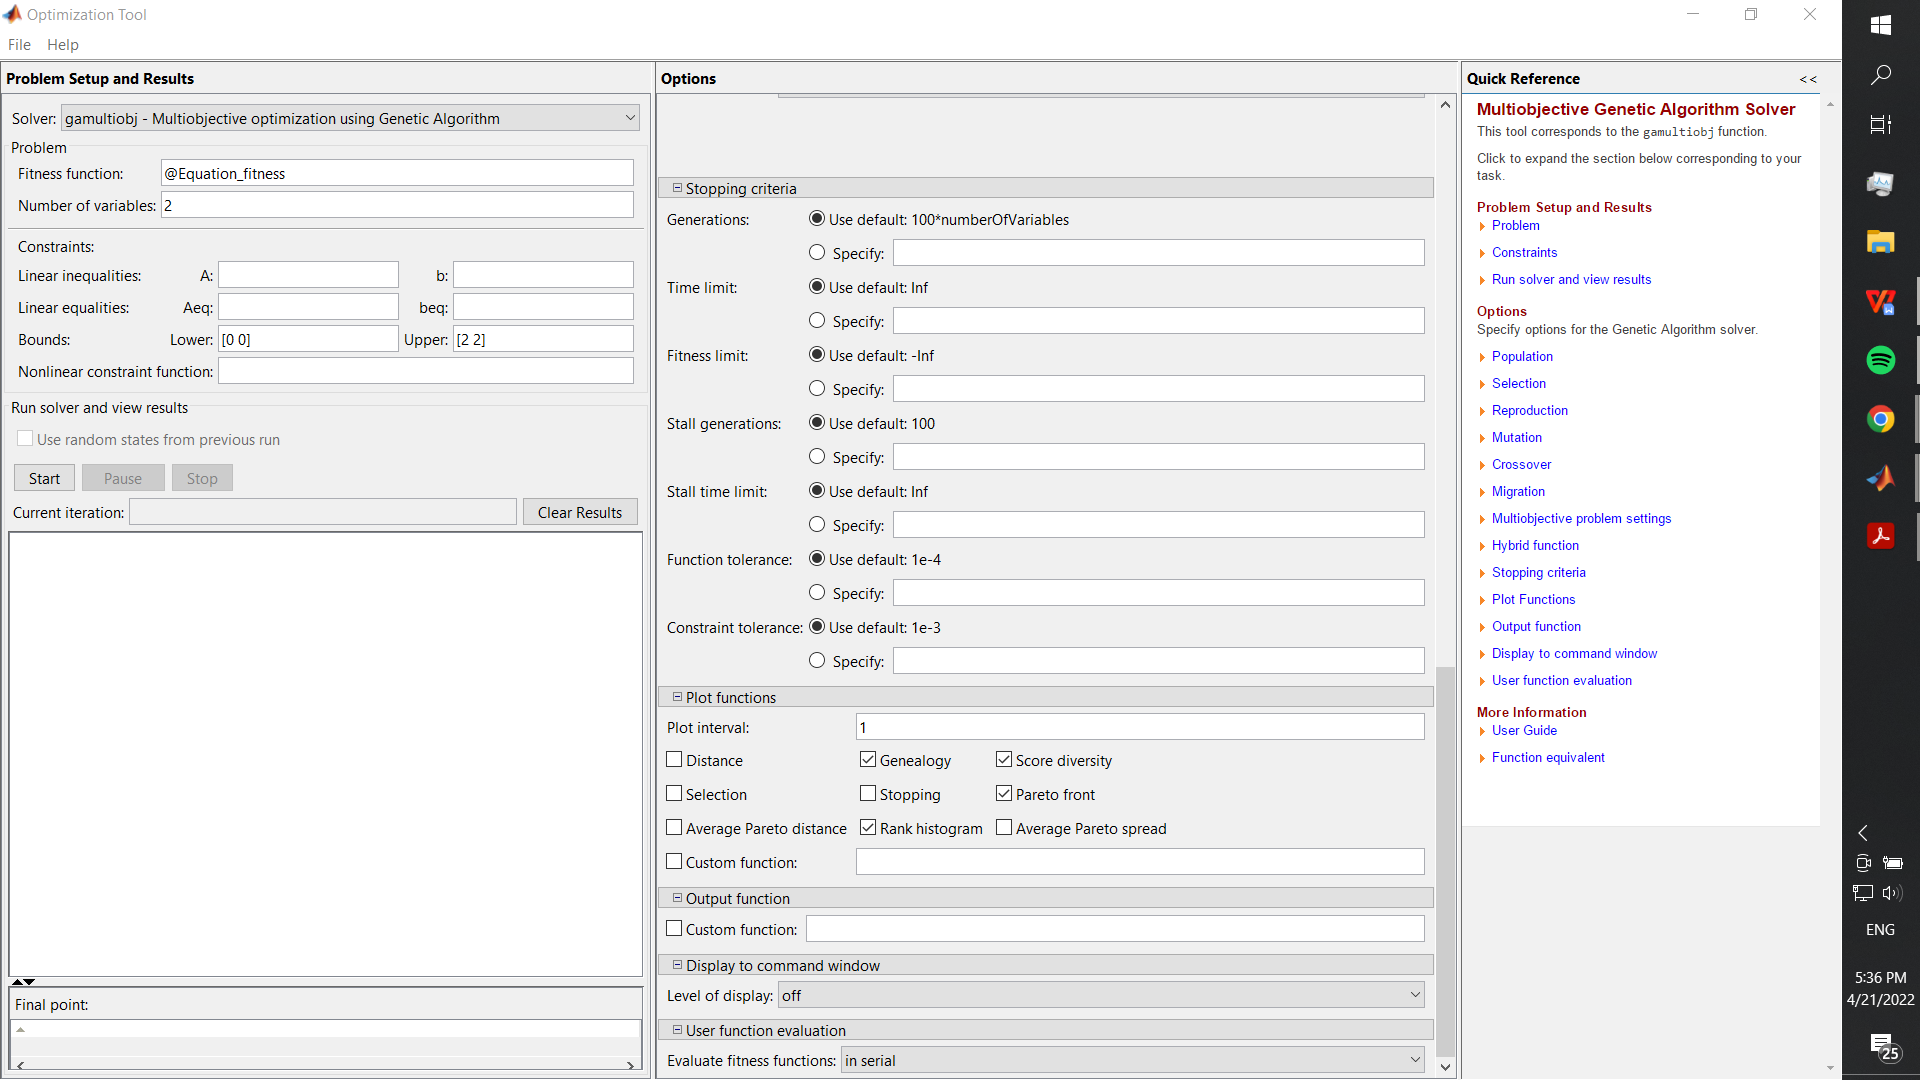 Optimization Tool
File Help
Problem Setup and Results
Solver: gamultiobj - Multiobjective optimization using Genetic Algorithm
Problem
Fitness function: @Equation_fitness
Number of variables: 2
Constraints:
Linear inequalities: A: b:
Linear equalities: Aeq: beq:
Bounds: Lower: [0 0] Upper: [2 2]
Nonlinear constraint function:
Run solver and view results
Use random states from previous run
Start Pause Stop
Current iteration: Clear Results
Final point:
Options
Stopping criteria
Generations: Use default: 100*numberOfVariables
Specify:
Time limit: Use default: Inf
Specify:
Fitness limit: Use default: -Inf
Specify:
Stall generations: Use default: 100
Specify:
Stall time limit: Use default: Inf
Specify:
Function tolerance: Use default: 1e-4
Specify:
Constraint tolerance: Use default: 1e-3
Specify:
Plot functions
Plot interval: 1
Distance Genealogy Score diversity
Selection Stopping Pareto front
Average Pareto distance Rank histogram Average Pareto spread
Custom function:
Output function
Custom function:
Display to command window
Level of display: off
User function evaluation
Evaluate fitness functions: in serial
Quick Reference <<
Multiobjective Genetic Algorithm Solver
This tool corresponds to the gamultiobj function.
Click to expand the section below corresponding to your
task.
Problem Setup and Results
Problem
Constraints
Run solver and view results
Options
Specify options for the Genetic Algorithm solver.
Population
Selection
Reproduction
Mutation
Crossover
Migration
Multiobjective problem settings
Hybrid function
Stopping criteria
Plot Functions
Output function
Display to command window
User function evaluation
More Information
User Guide
Function equivalent
ENG
5:36 PM
4/21/2022
25